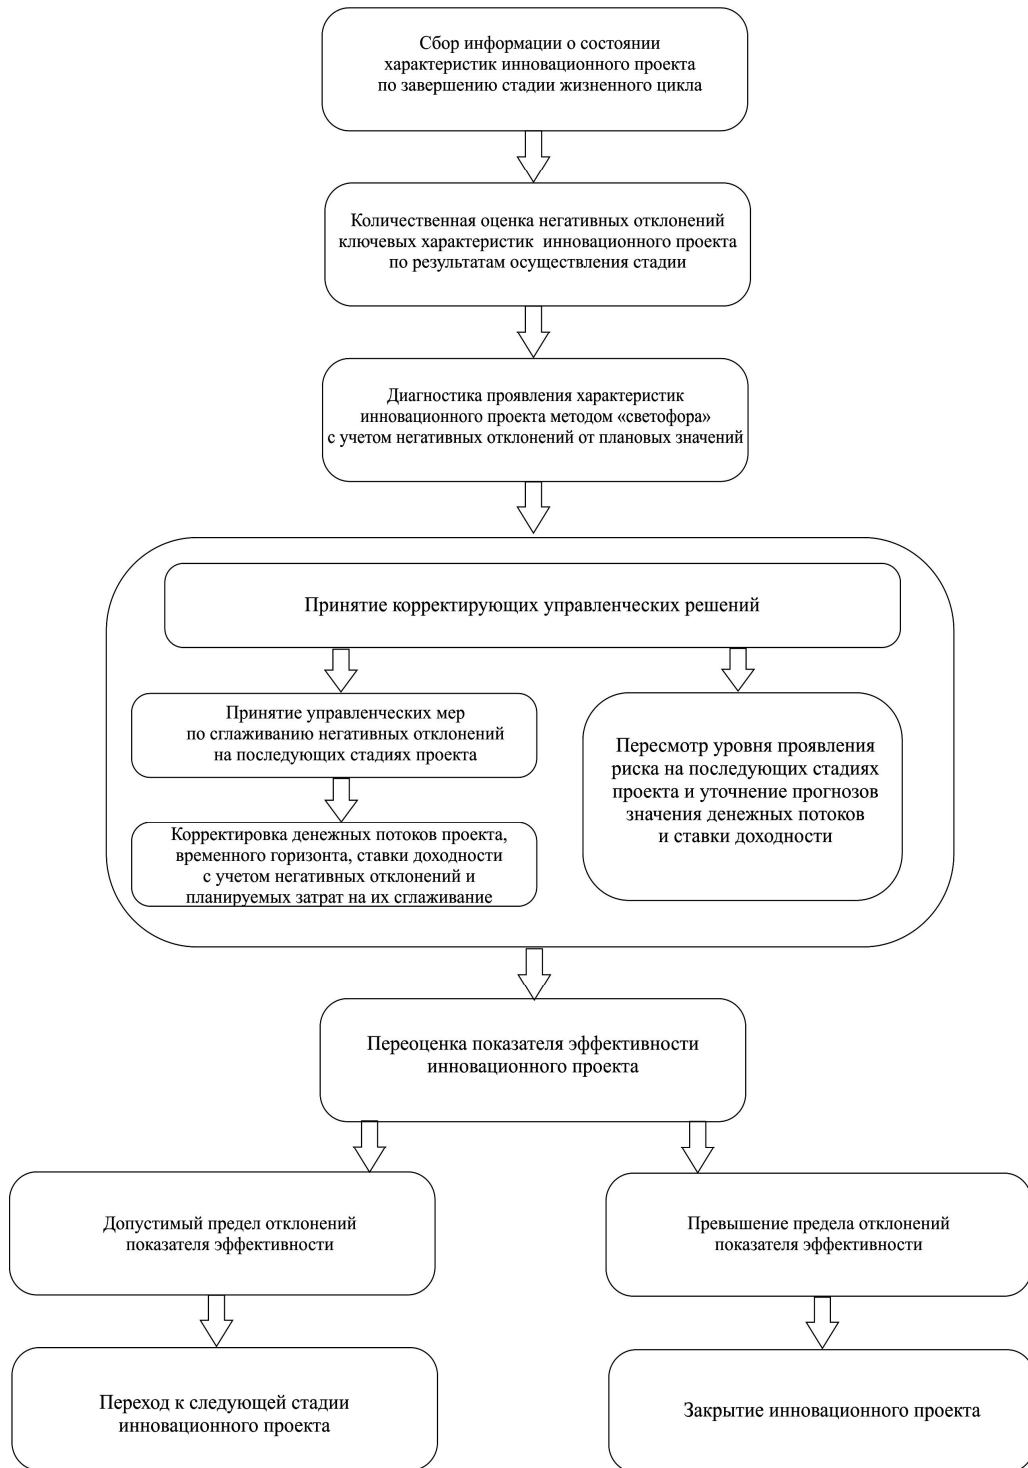 Сбор информации о состоянии
характеристик инновационного проекта
по завершению стадии жизненного цикла
Количественная оценка негативных отклонений
ключевых характеристик инновационного проекта
по результатам осуществления стадии
Диагностика проявления характеристик
инновационного проекта методом «светофора»
с учетом негативных отклонений от плановых значений
Принятие корректирующих управленческих решений
Принятие управленческих мер
по сглаживанию негативных отклонений
на последующих стадиях проекта
Корректировка денежных потоков проекта,
временного горизонта, ставки доходности
с учетом негативных отклонений и
планируемых затрат на их сглаживание
Пересмотр уровня проявления
риска на последующих стадиях
проекта и уточнение прогнозов
значения денежных потоков
и ставки доходности
Переоценка показателя эффективности
инновационного проекта
Допустимый предел отклонений
показателя эффективности
Превышение предела отклонений
показателя эффективности
Переход к следующей стадии
инновационного проекта
Закрытие инновационного проекта